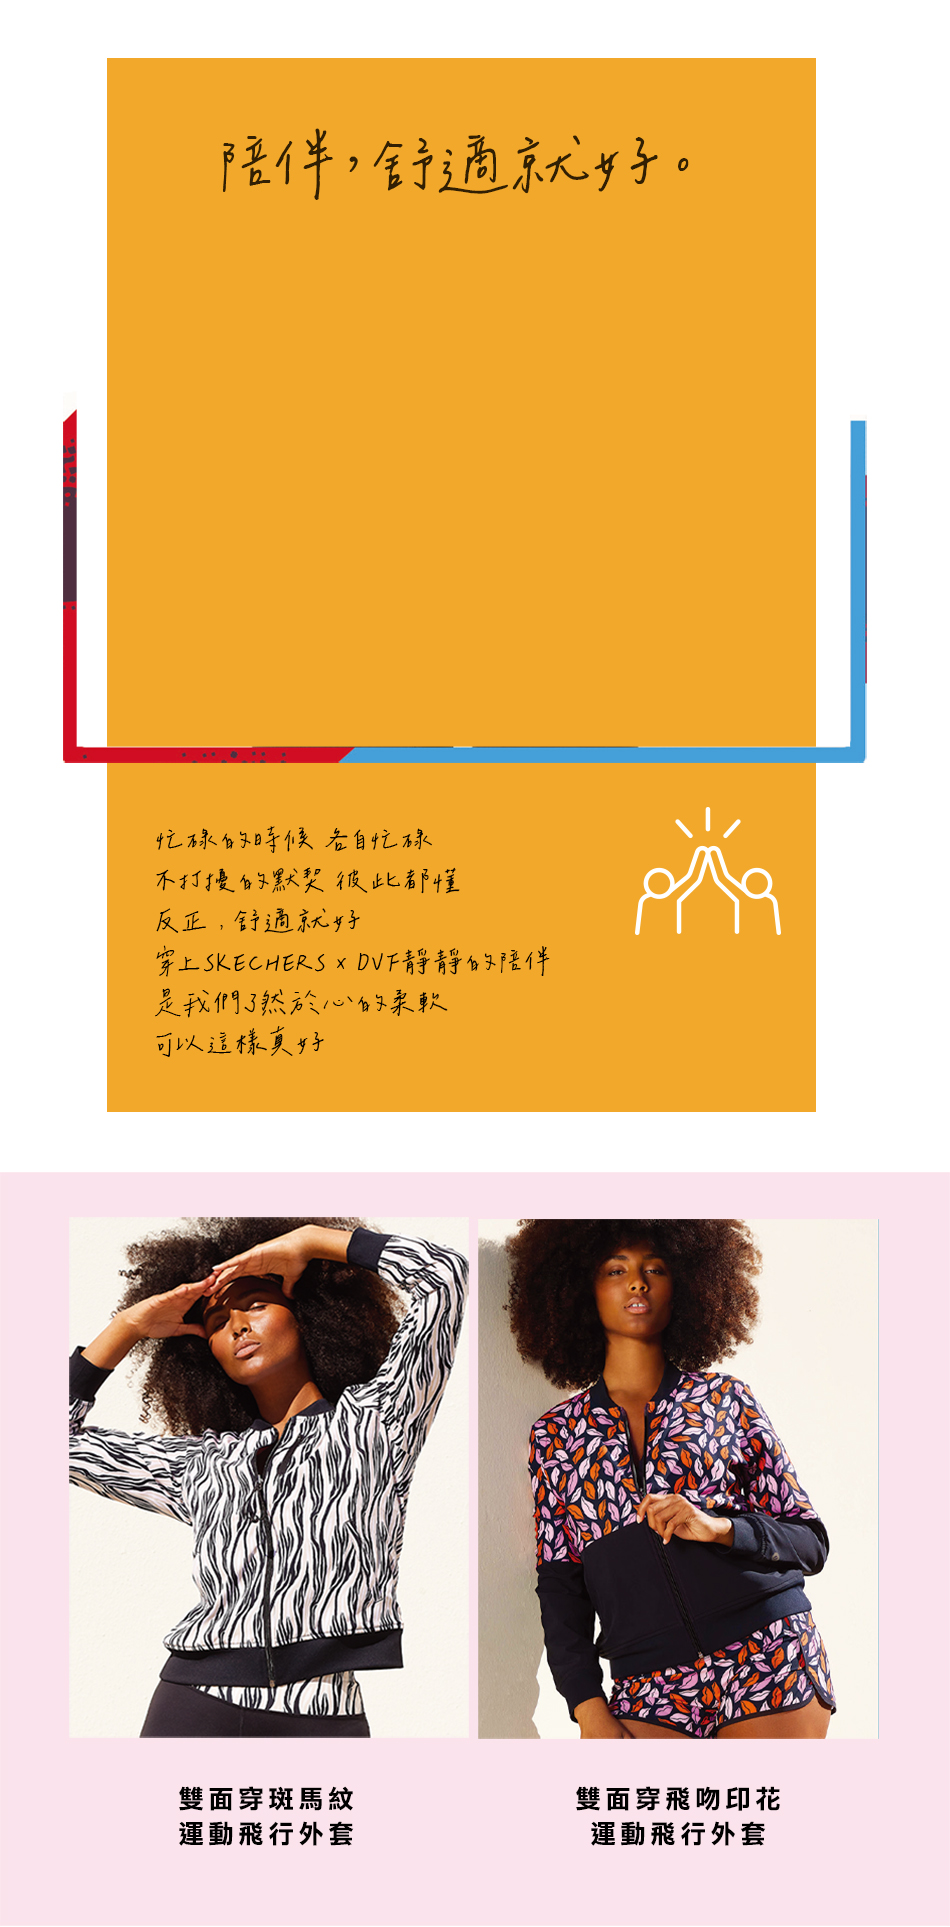 陪伴，舒適就好。
忙碌的時候 各自忙碌
不打擾的默契 彼此都懂
反正，舒適就好
穿上SKECHERS x DVF靜靜的陪伴
是我們了然於心的柔軟
可以這樣真好
雙面穿斑馬紋
運動飛行外套
雙面穿飛吻印花
運動飛行外套